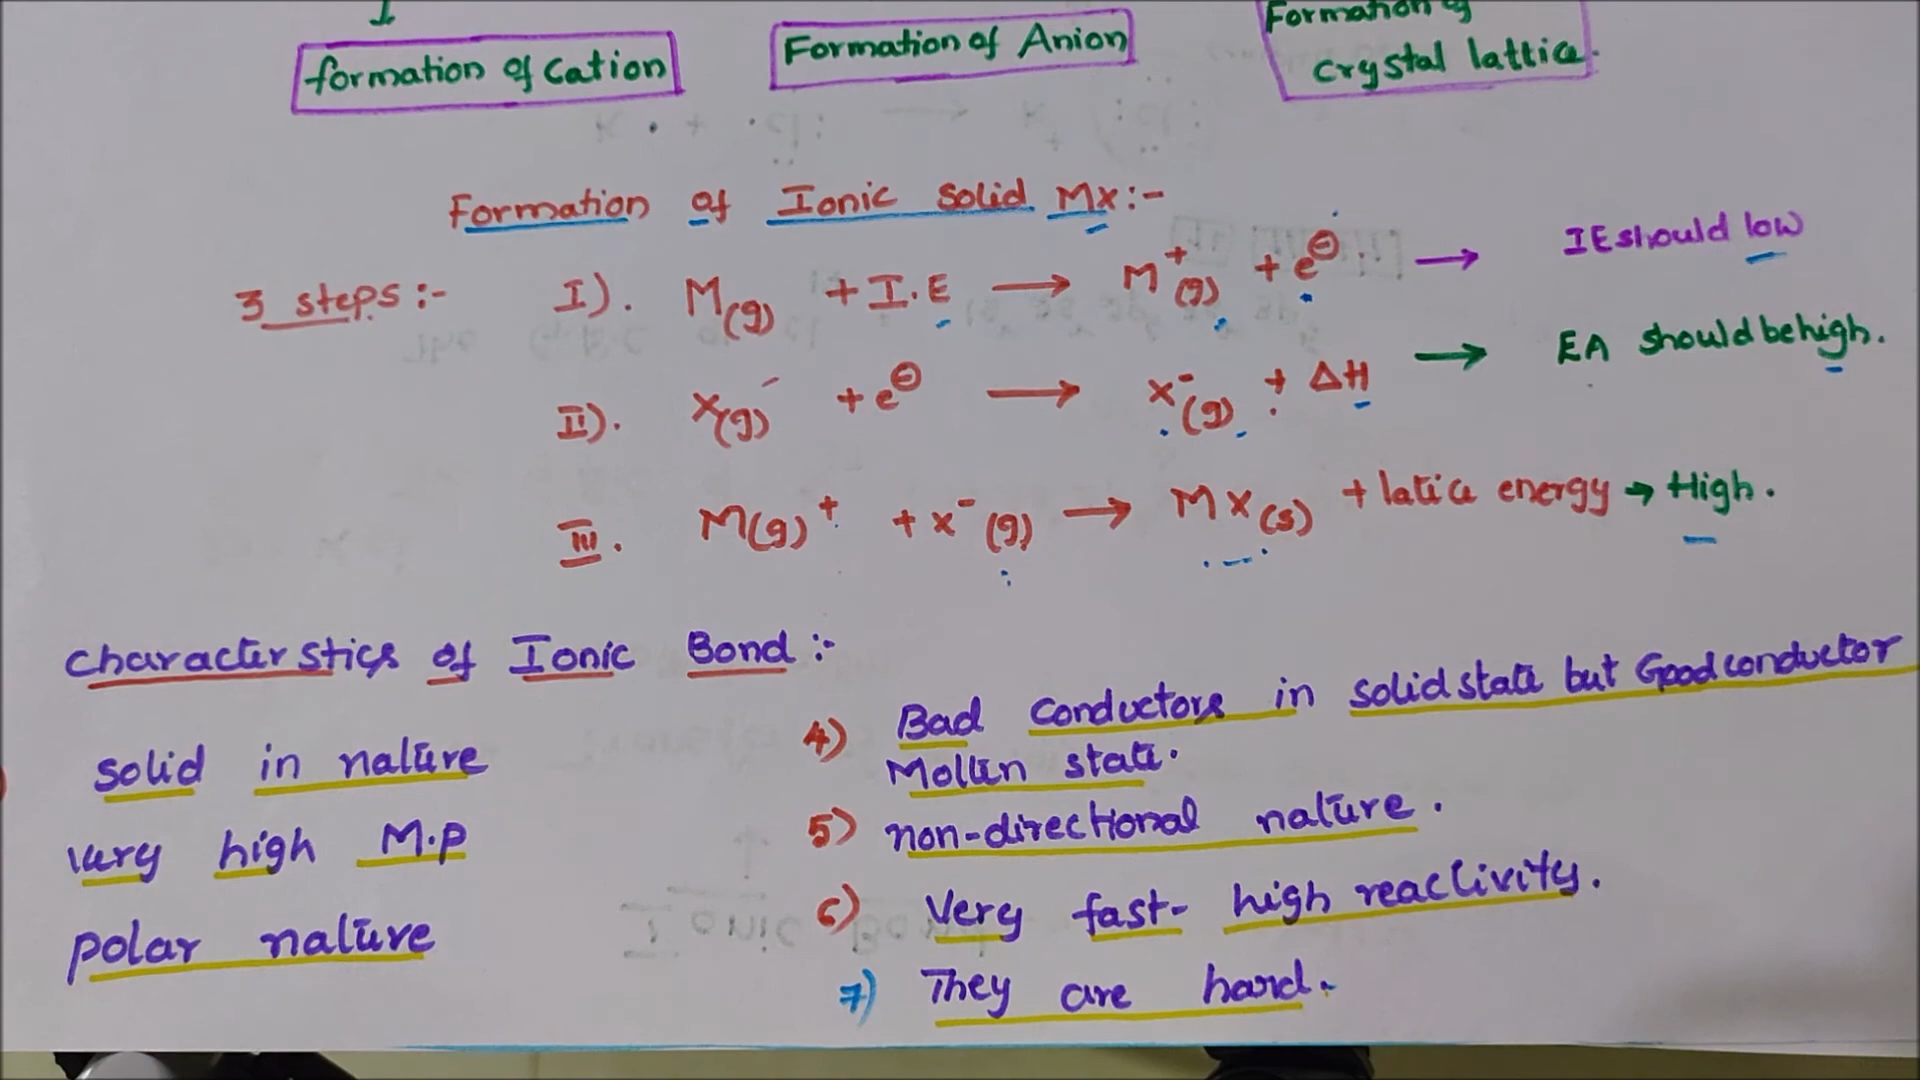 formation of Cation
Formation of Anion
Formation of
crystal lattice.
Formation of Ionic Solid MX:-
3 steps:- I). M(g) + I.E → M⁺(g) + e⊖ → IE should low
II). X(g) + e⊖ → X⁻(g) + ΔH → EA should be high.
III. M(g)⁺ + X⁻(g) → MX(s) + latice energy → High.
Characterstics of Ionic Bond :-
solid in nature
very high M.p
polar nature
4) Bad conductors in solid state but Good conductor
Molten state.
5) non-directional nature.
6) Very fast- high reactivity.
7) They are hard.